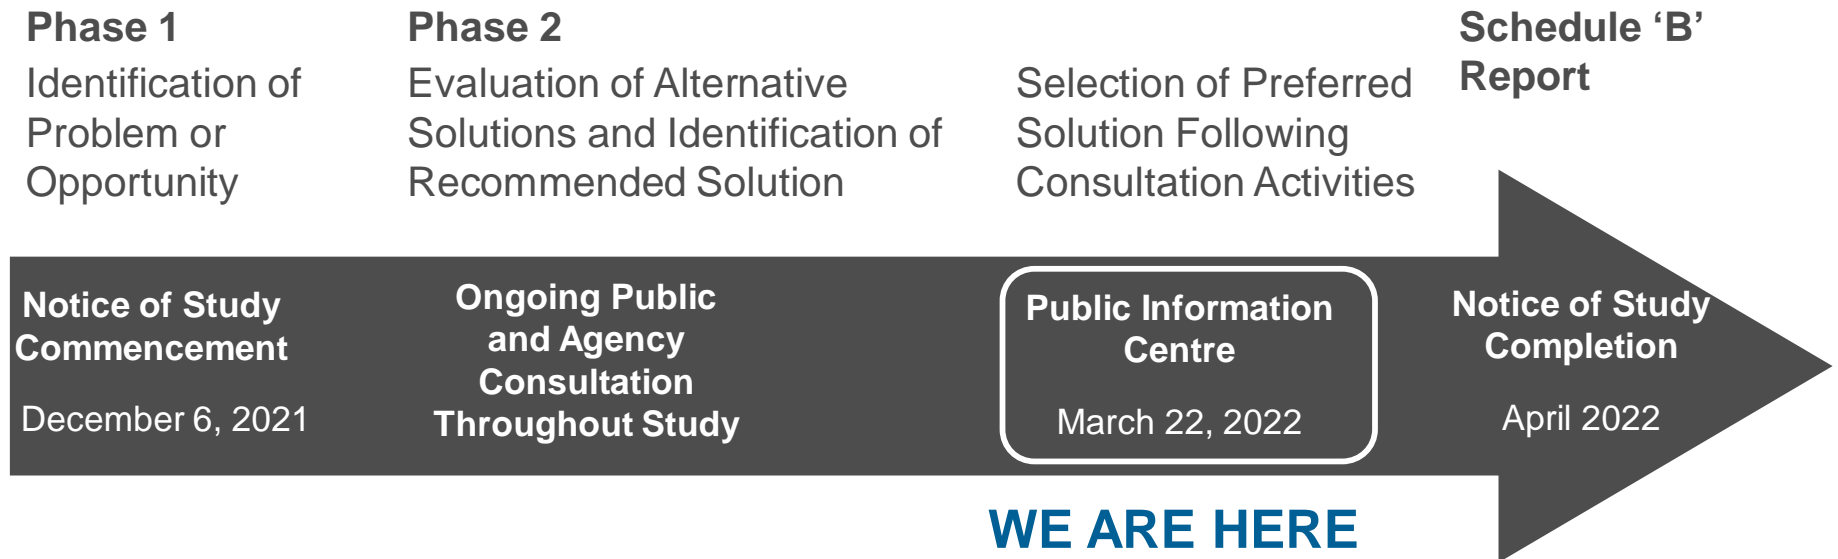 Phase 1
Identification of
Problem or
Opportunity
Phase 2
Evaluation of Alternative
Solutions and Identification of
Recommended Solution
Selection of Preferred
Solution Following
Consultation Activities
Schedule ‘B’
Report
Notice of Study
Commencement
December 6, 2021
Ongoing Public
and Agency
Consultation
Throughout Study
Public Information
Centre
March 22, 2022
Notice of Study
Completion
April 2022
WE ARE HERE